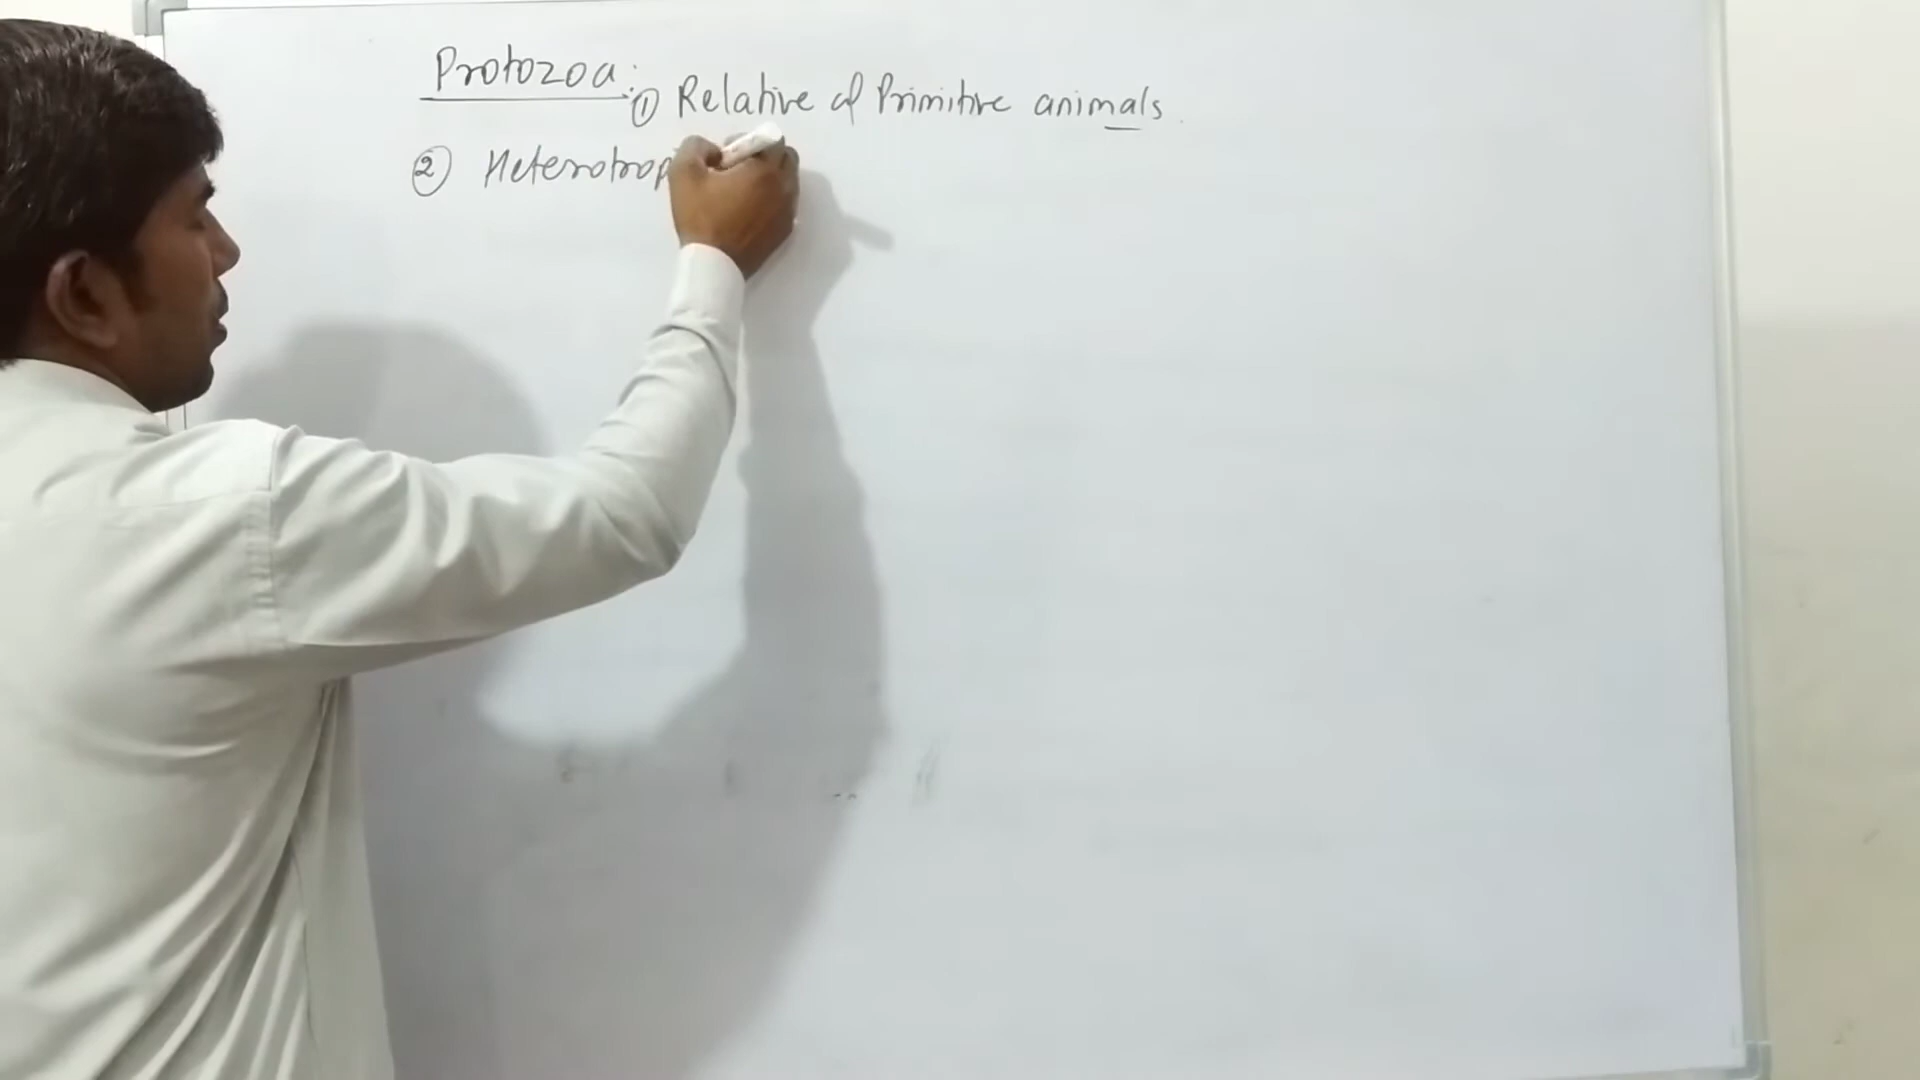 Protozoa:
① Relative of Primitive animals.
② Heterotrop